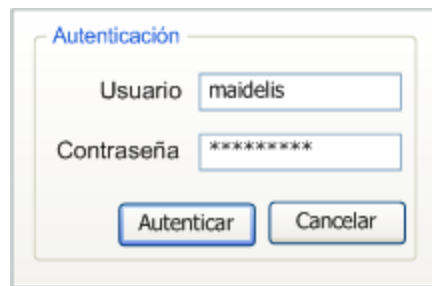 Autenticación
Usuario maidelis
Contraseña *********
Autenticar Cancelar